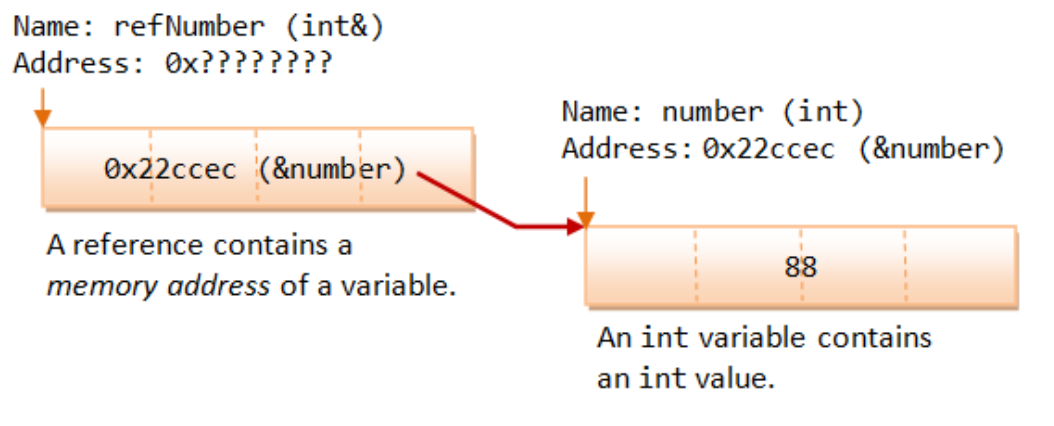 Name: refNumber (int&)
Address: 0x????????
0x22ccec (&number)
A reference contains a
memory address of a variable.
Name: number (int)
Address: 0x22ccec (&number)
88
An int variable contains
an int value.